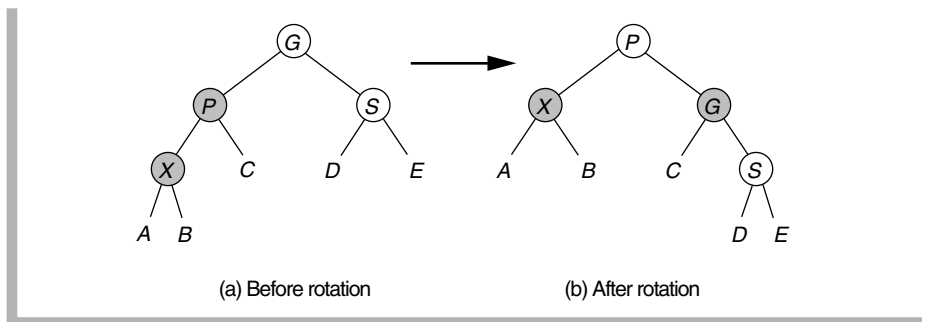 G
P
P
S
X
G
X
C
D
E
A
B
C
S
A
B
D
E
(a) Before rotation
(b) After rotation